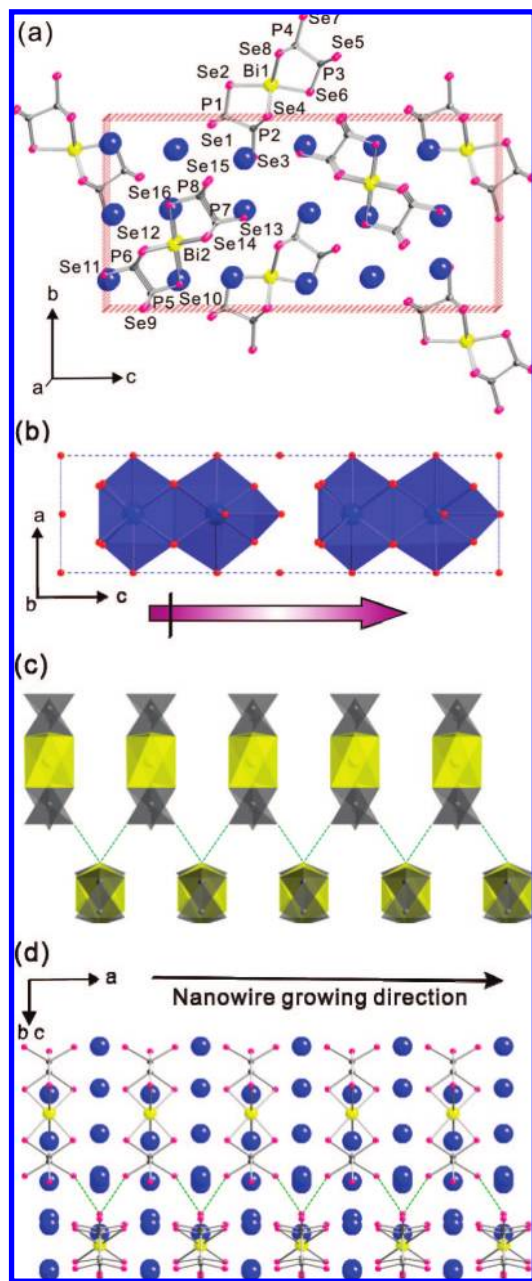 (a)
Se7
P4
Se8
Se5
Bi1
P3
Se2
Se6
P1
Se4
Se1
P2
Se15
Se3
Se16
P8
P7
Se12
Se13
Se14
P6
Bi2
Se11
P5
Se10
Se9
b
a
c
(b)
a
b
c
(c)
(d)
a
Nanowire growing direction
b c